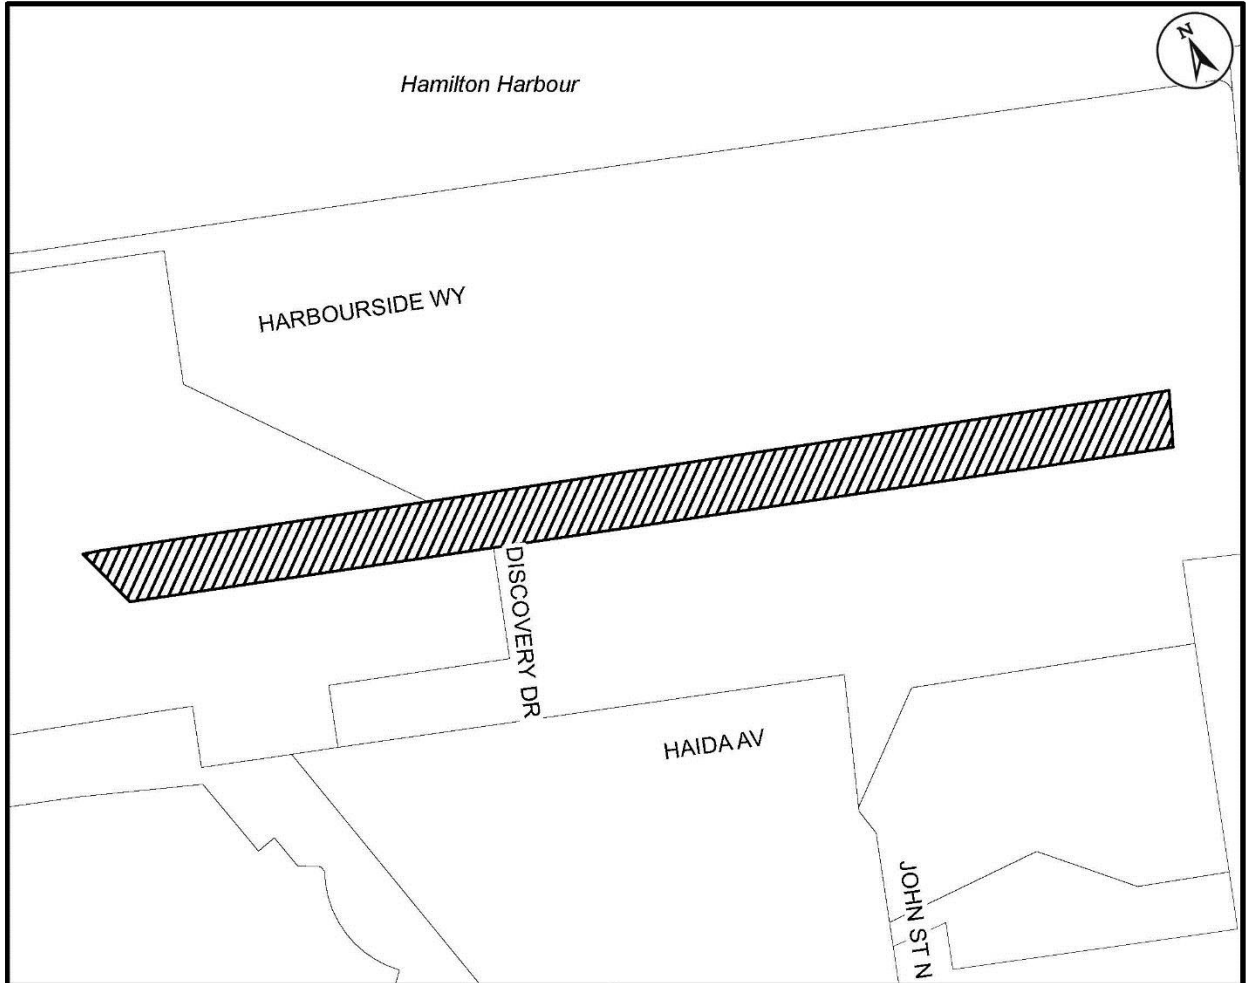 N
Hamilton Harbour
HARBOURSIDE WY
DISCOVERY DR
HAIDA AV
JOHN ST N